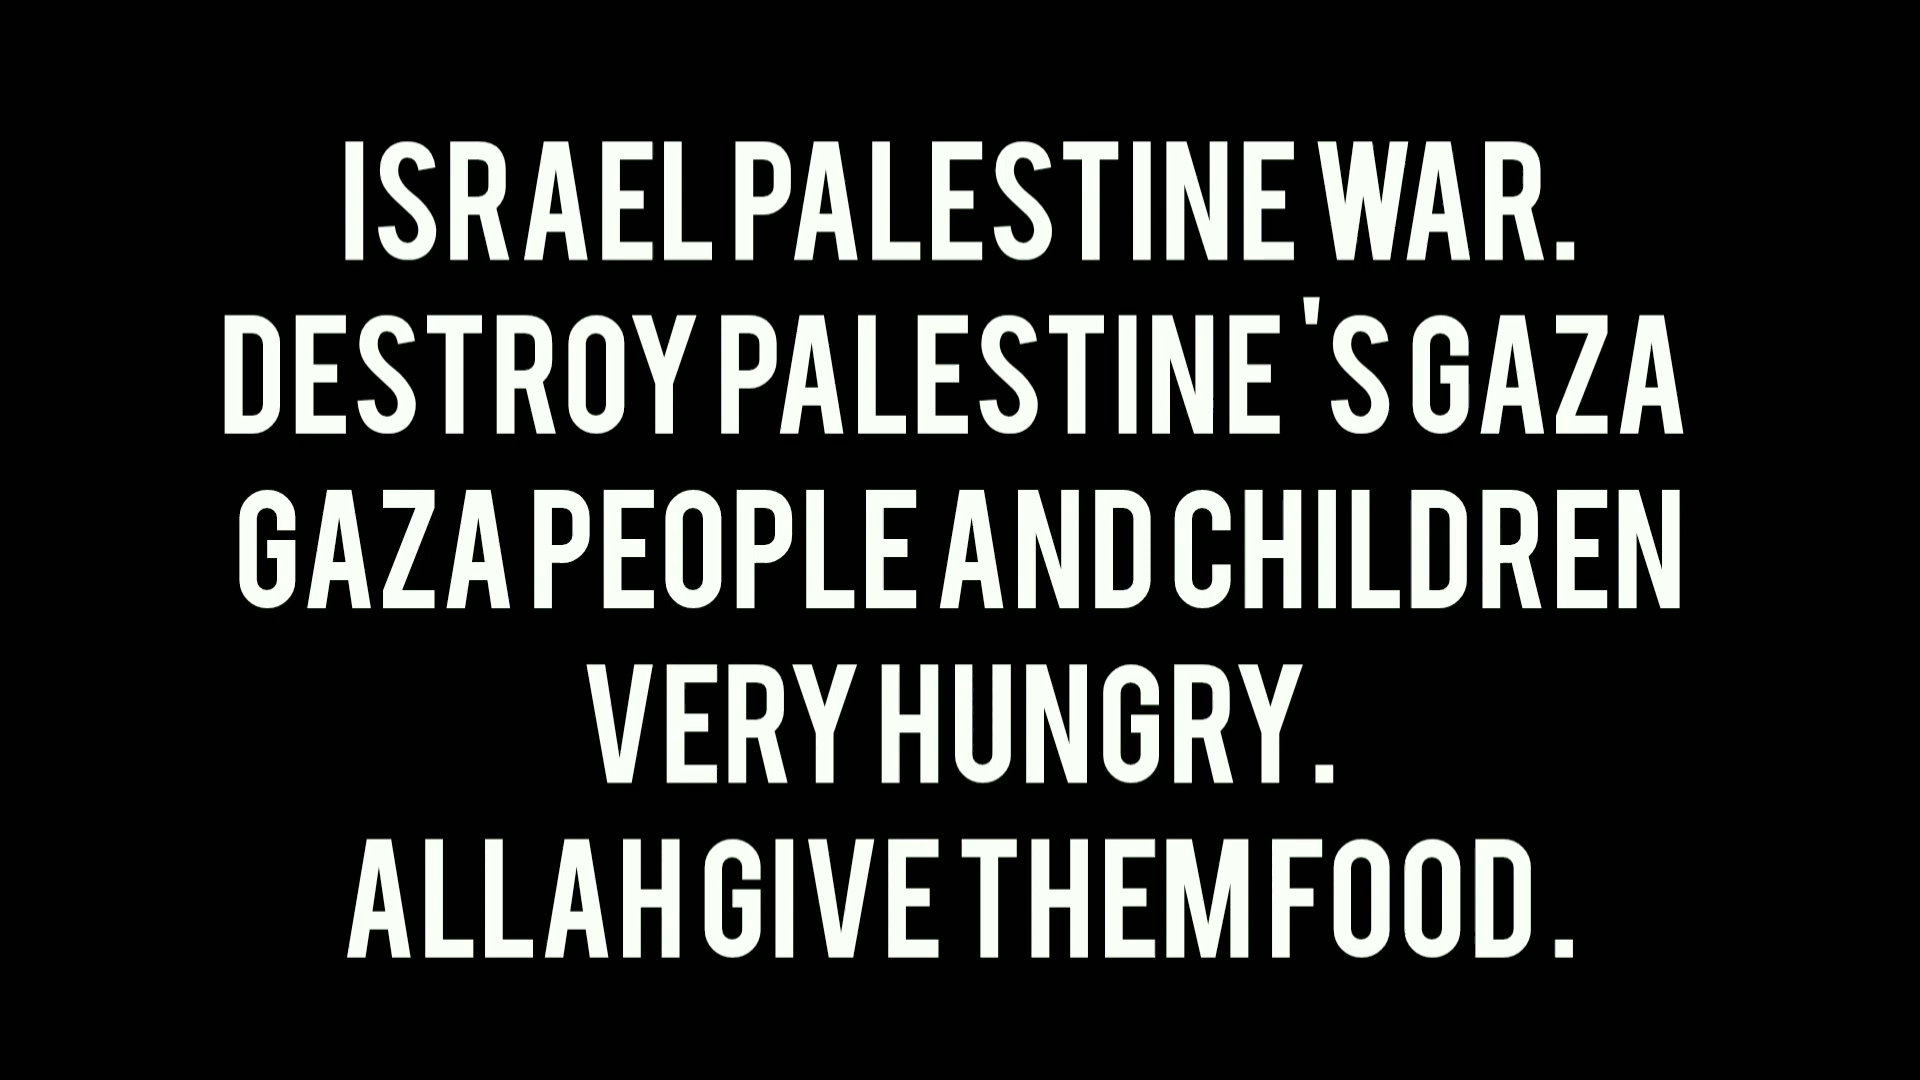 ISRAEL PALESTINE WAR.
DESTROY PALESTINE 'S GAZA
GAZA PEOPLE AND CHILDREN
VERY HUNGRY .
ALLAH GIVE THEM FOOD .